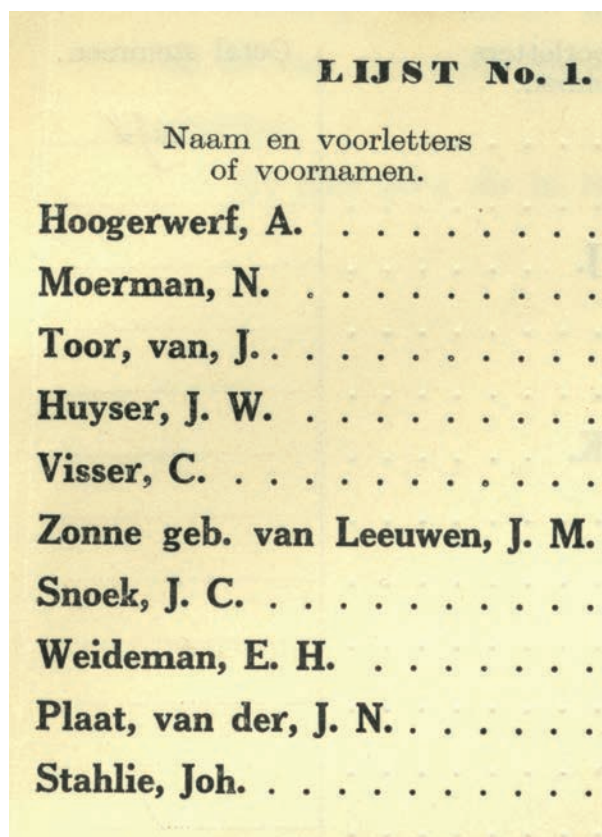 LIJST No. 1.
Naam en voorletters
of voornamen.
Hoogerwerf, A. . . . . . . . .
Moerman, N. . . . . . . . . .
Toor, van, J. . . . . . . . . . .
Huyser, J. W. . . . . . . . . .
Visser, C. . . . . . . . . . . . .
Zonne geb. van Leeuwen, J. M.
Snoek, J. C. . . . . . . . . . . .
Weideman, E. H. . . . . . . .
Plaat, van der, J. N. . . . . . .
Stahlie, Joh. . . . . . . . . . . .